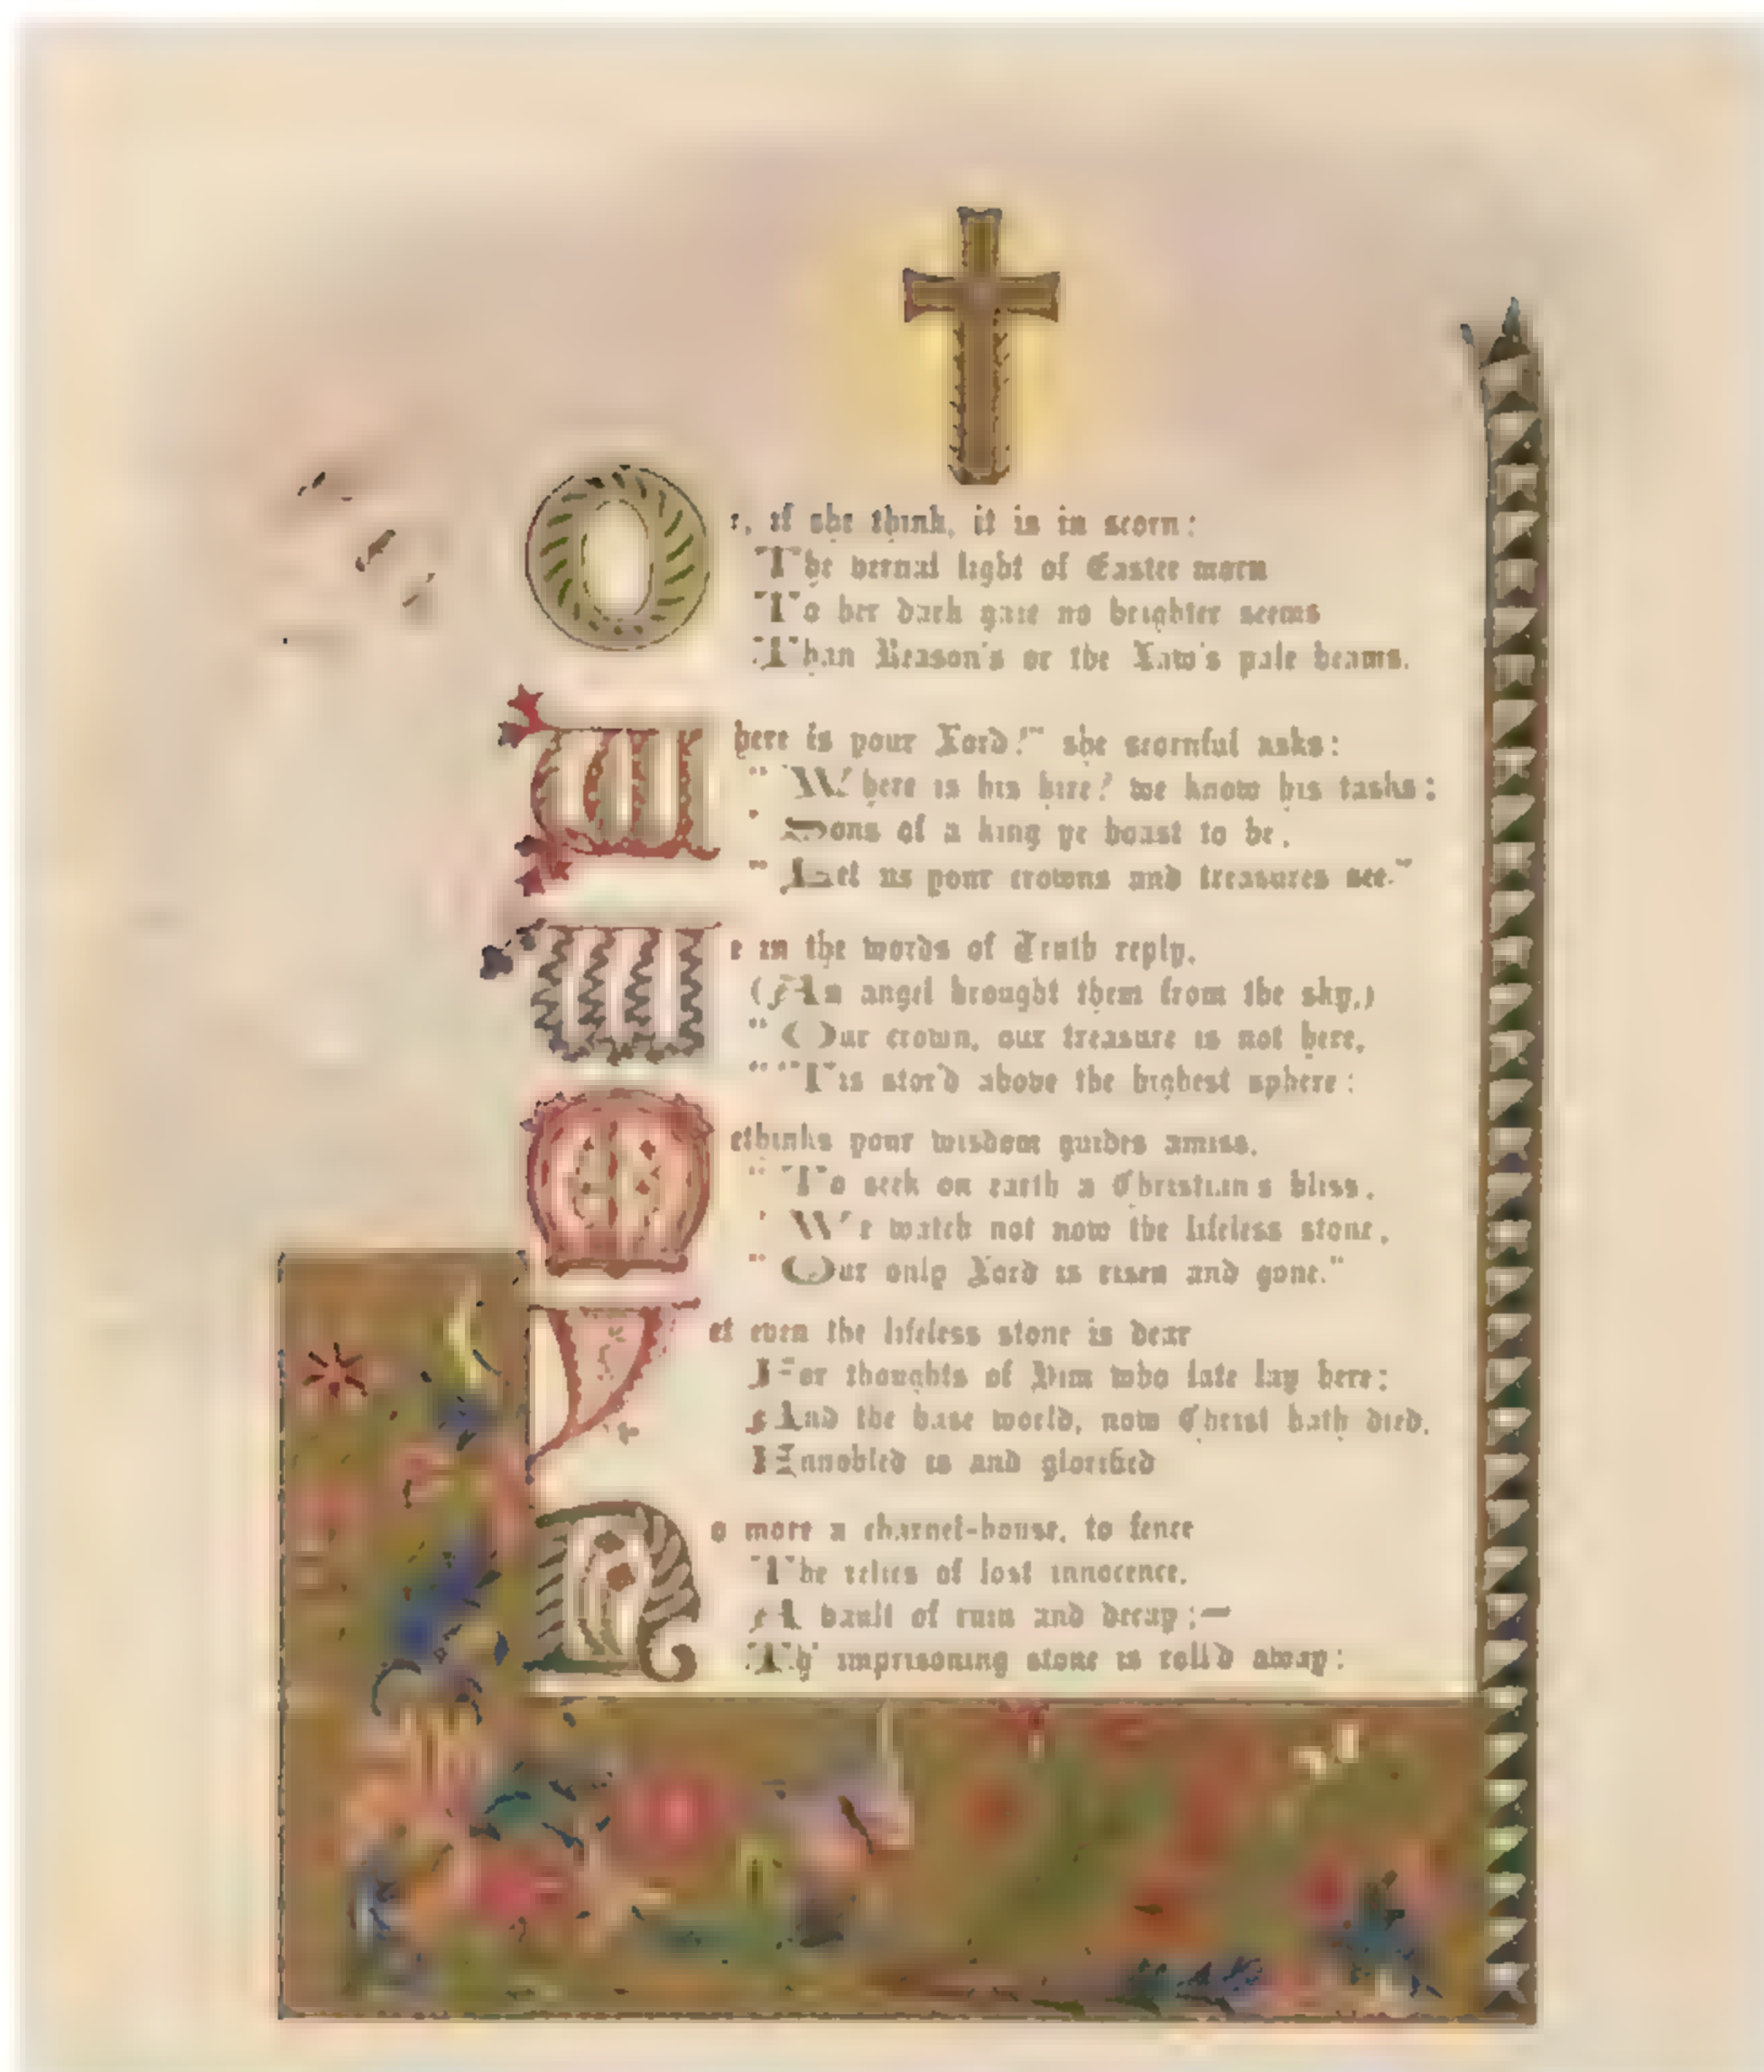 Or, if she think, it is in scorn:
The vernal light of Easter morn
To her dark gaze no brighter seems
Than Reason's or the Law's pale beams.
Where is your Lord?" she scornful asks:
"Where is his hire? we know his tasks:
"Sons of a king ye boast to be,
"Let us your crowns and treasures see."
We in the words of Truth reply,
(An angel brought them from the sky,)
"Our crown, our treasure is not here,
"'Tis stor'd above the highest sphere:
Methinks your wisdom guides amiss,
"To seek on earth a Christian's bliss,
"We watch not now the lifeless stone,
"Our only Lord is risen and gone."
Yet even the lifeless stone is dear
For thoughts of Him who late lay here:
And the base world, now Christ hath died,
Ennobled is and glorified
No more a charnel-house, to fence
The relics of lost innocence,
A vault of ruin and decay;—
Th' imprisoning stone is roll'd away: